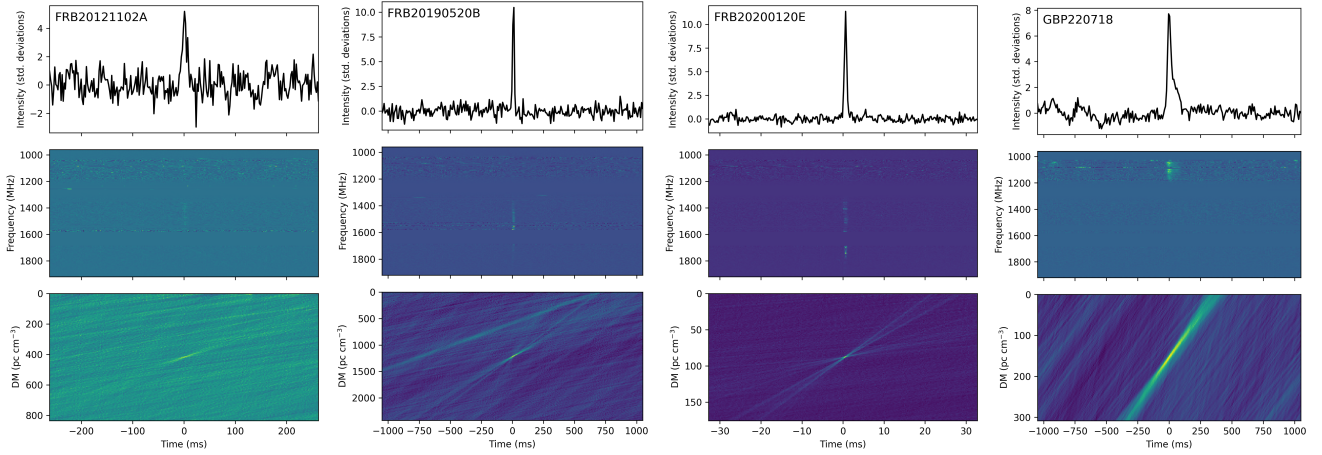 FRB20121102A
Intensity (std. deviations)
4
2
0
−2
FRB20190520B
Intensity (std. deviations)
10.0
7.5
5.0
2.5
0.0
FRB20200120E
Intensity (std. deviations)
10.0
7.5
5.0
2.5
0.0
GBP220718
Intensity (std. deviations)
8
6
4
2
0
Frequency (MHz)
1000
1200
1400
1600
1800
Frequency (MHz)
1000
1200
1400
1600
1800
Frequency (MHz)
1000
1200
1400
1600
1800
Frequency (MHz)
1000
1200
1400
1600
1800
DM (pc cm−3)
0
200
400
600
800
−200 −100 0 100 200
Time (ms)
DM (pc cm−3)
0
500
1000
1500
2000
−1000 −750 −500 −250 0 250 500 750 1000
Time (ms)
DM (pc cm−3)
0
50
100
150
−30 −20 −10 0 10 20 30
Time (ms)
DM (pc cm−3)
0
100
200
300
−1000 −750 −500 −250 0 250 500 750 1000
Time (ms)